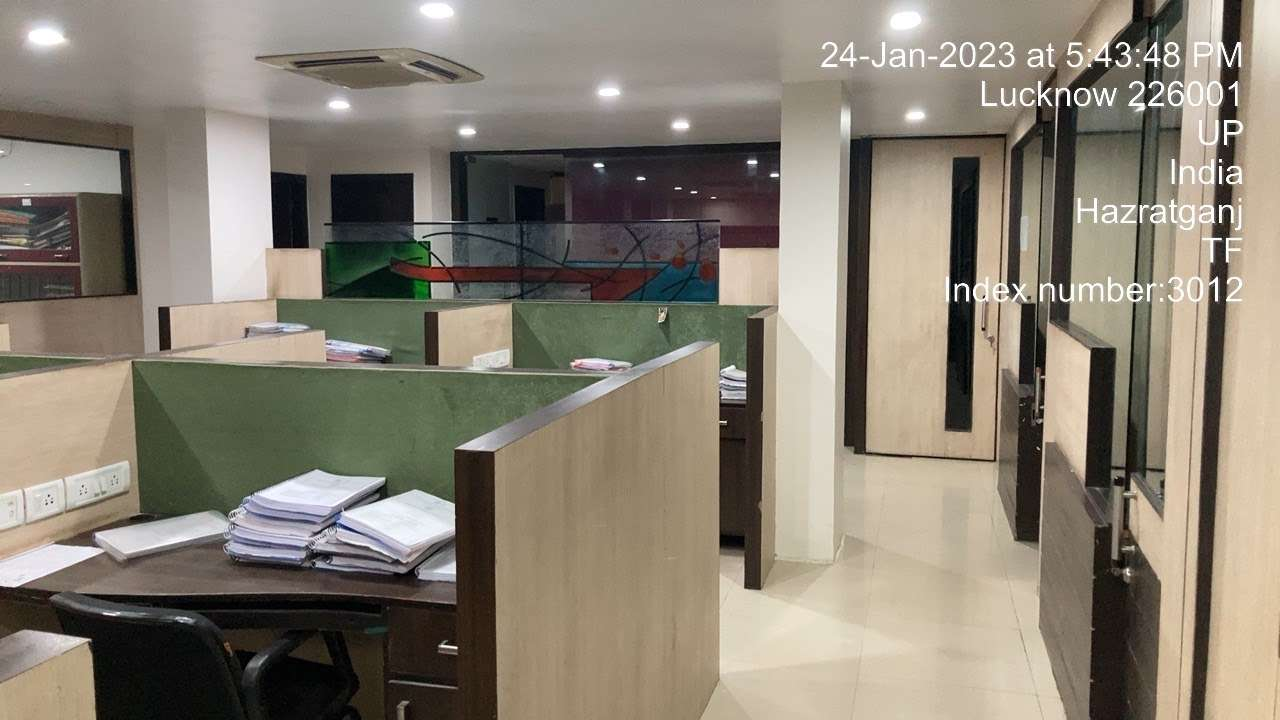 24-Jan-2023 at 5:43:48 PM
Lucknow 226001
UP
India
Hazratganj
TF
Index number:3012